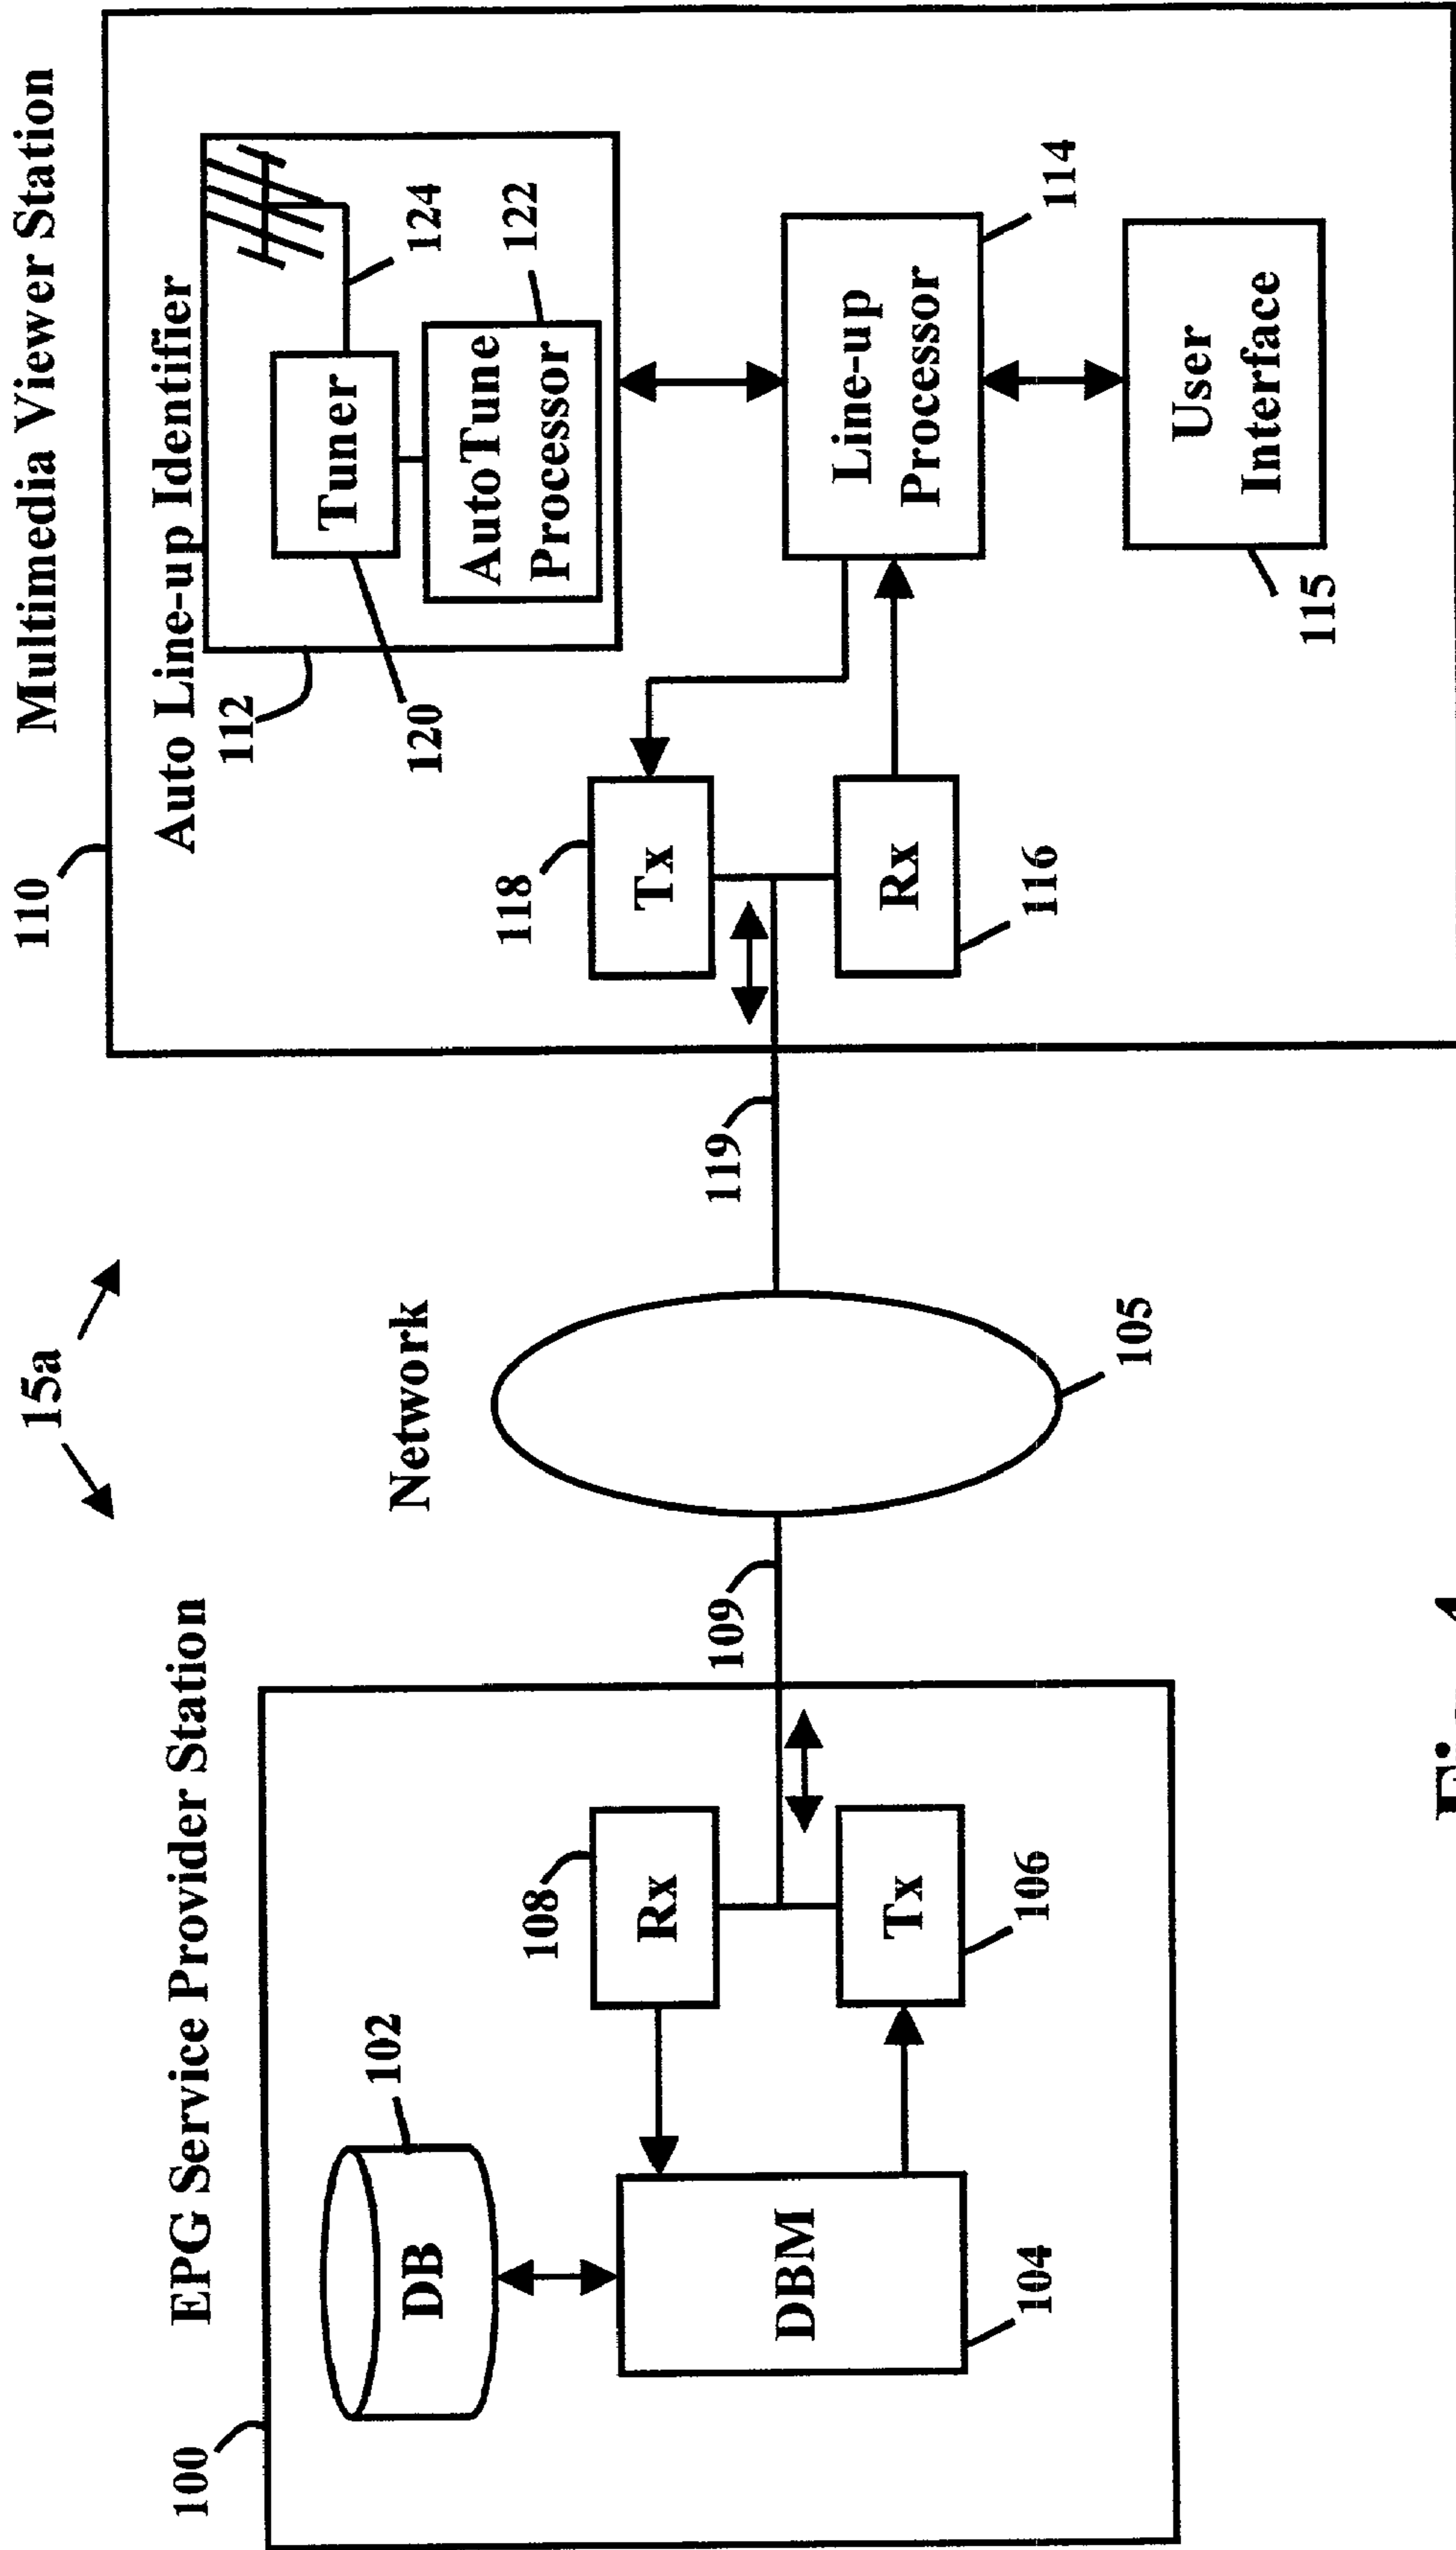 15a
EPG Service Provider Station
100
DB
102
DBM
104
Rx
108
Tx
106
109
Network
105
119
Multimedia Viewer Station
110
Auto Line-up Identifier
112
Tuner
120
124
AutoTune
Processor
122
Tx
118
Rx
116
Line-up
Processor
114
User
Interface
115